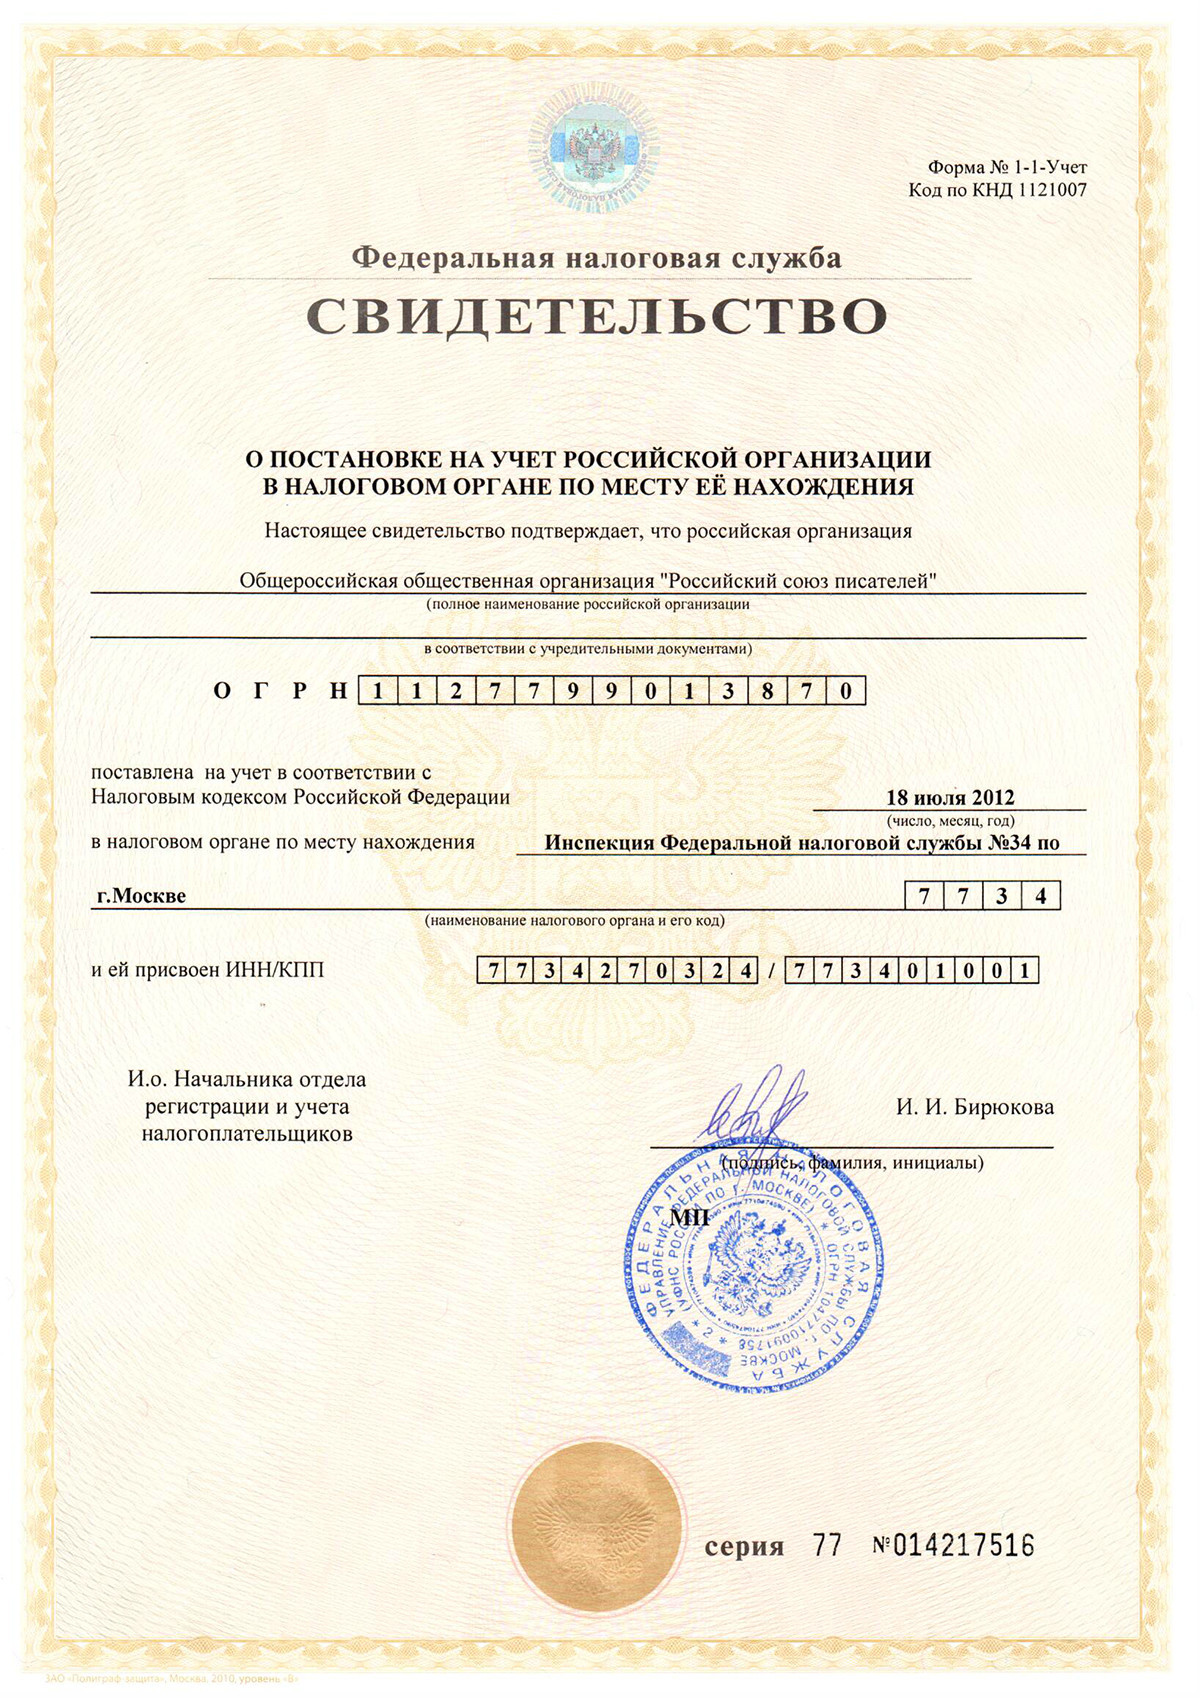 Форма № 1-1-Учет
Код по КНД 1121007
Федеральная налоговая служба
СВИДЕТЕЛЬСТВО
О ПОСТАНОВКЕ НА УЧЕТ РОССИЙСКОЙ ОРГАНИЗАЦИИ
В НАЛОГОВОМ ОРГАНЕ ПО МЕСТУ ЕЁ НАХОЖДЕНИЯ
Настоящее свидетельство подтверждает, что российская организация
Общероссийская общественная организация "Российский союз писателей"
(полное наименование российской организации
в соответствии с учредительными документами)
О Г Р Н 1 1 2 7 7 9 9 0 1 3 8 7 0
поставлена на учет в соответствии с
Налоговым кодексом Российской Федерации 18 июля 2012
(число, месяц, год)
в налоговом органе по месту нахождения Инспекция Федеральной налоговой службы №34 по
г.Москве 7 7 3 4
(наименование налогового органа и его код)
и ей присвоен ИНН/КПП 7 7 3 4 2 7 0 3 2 4 / 7 7 3 4 0 1 0 0 1
И.о. Начальника отдела
регистрации и учета
налогоплательщиков
И. И. Бирюкова
(подпись, фамилия, инициалы)
МП
ФЕДЕРАЛЬНАЯ НАЛОГОВАЯ СЛУЖБА
УПРАВЛЕНИЕ ФЕДЕРАЛЬНОЙ НАЛОГОВОЙ СЛУЖБЫ ПО Г. МОСКВЕ
(УФНС РОССИИ ПО Г. МОСКВЕ) * ОГРН 1047710091758 * 2 *
серия 77 №014217516
ЗАО «Полиграф-защита», Москва, 2010, уровень «В»